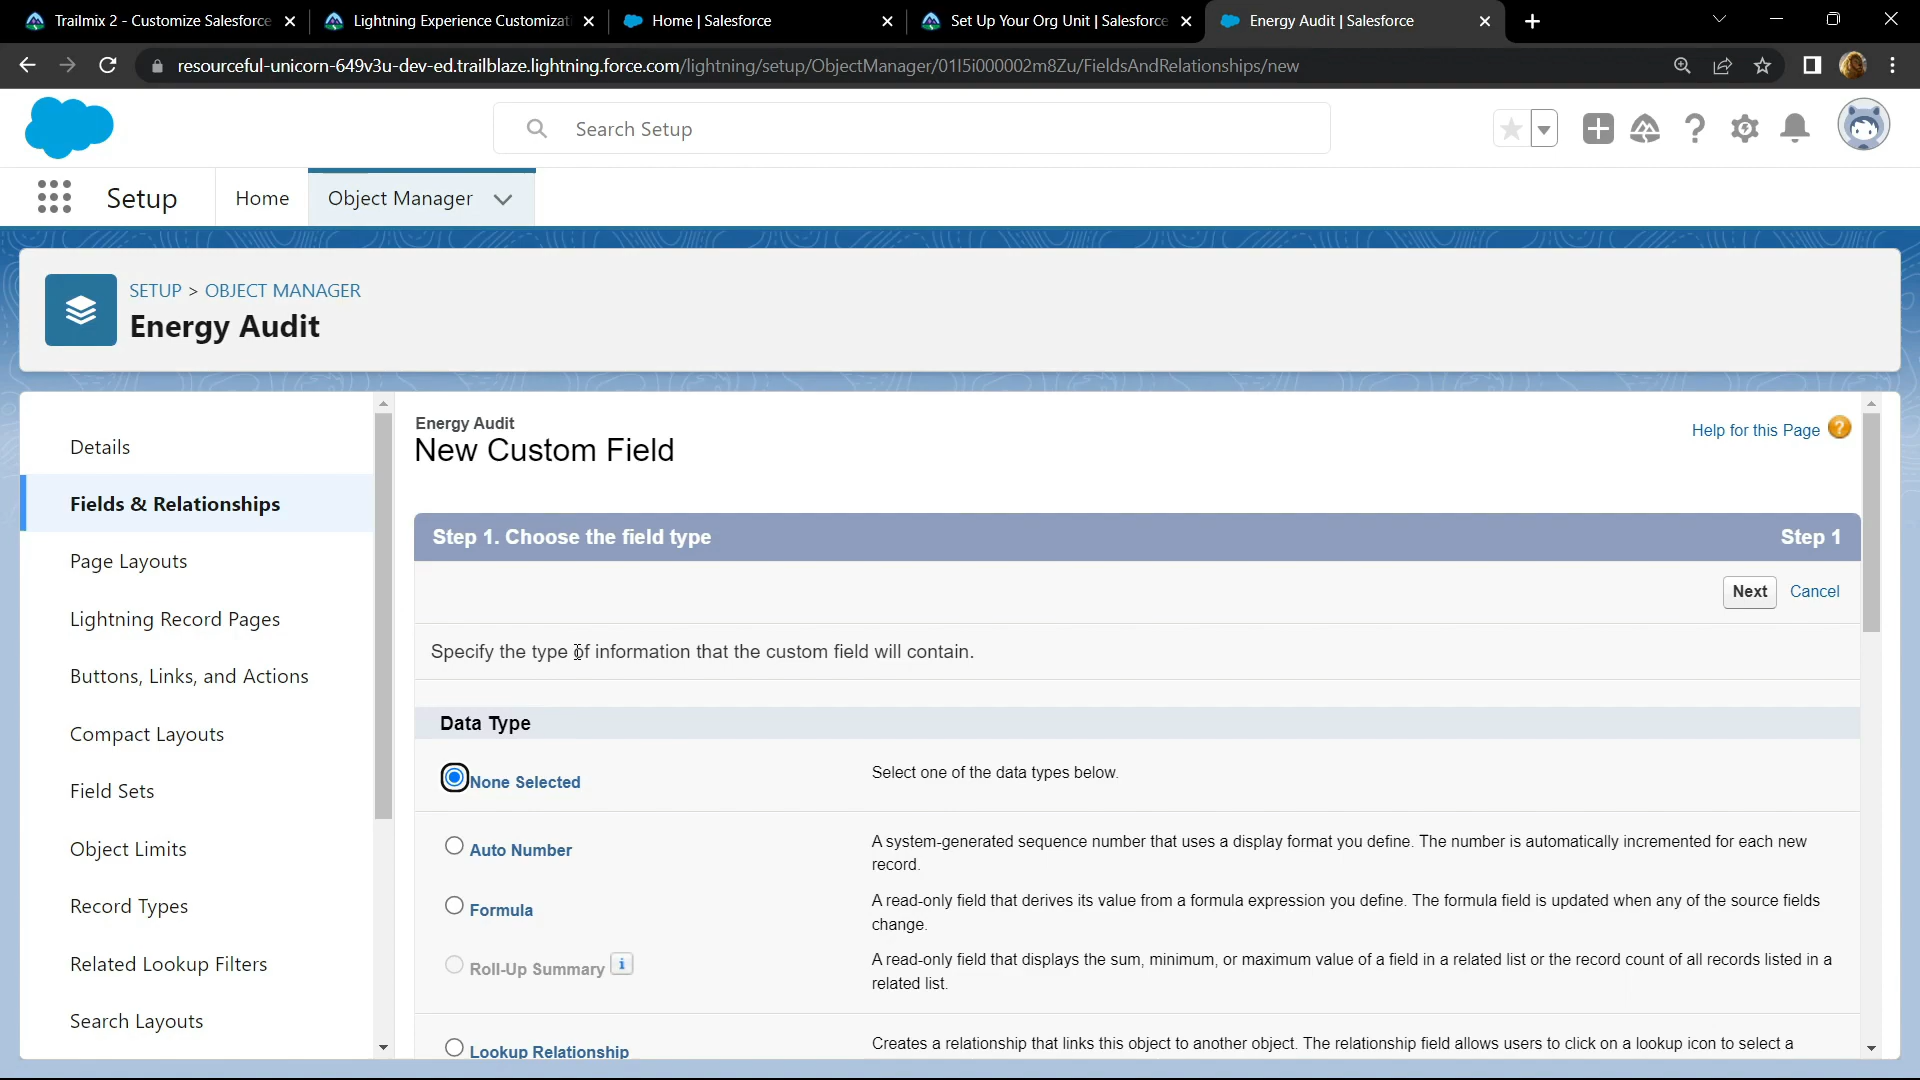 Trailmix 2 - Customize Salesforce
Lightning Experience Customizati
Home | Salesforce
Set Up Your Org Unit | Salesforce
Energy Audit | Salesforce
resourceful-unicorn-649v3u-dev-ed.trailblaze.lightning.force.com/lightning/setup/ObjectManager/01I5i000002m8Zu/FieldsAndRelationships/new
Search Setup
Setup
Home
Object Manager
SETUP > OBJECT MANAGER
Energy Audit
Details
Fields & Relationships
Page Layouts
Lightning Record Pages
Buttons, Links, and Actions
Compact Layouts
Field Sets
Object Limits
Record Types
Related Lookup Filters
Search Layouts
Energy Audit
New Custom Field
Help for this Page
Step 1. Choose the field type
Step 1
Next
Cancel
Specify the type of information that the custom field will contain.
Data Type
None Selected
Select one of the data types below.
Auto Number
A system-generated sequence number that uses a display format you define. The number is automatically incremented for each new
record.
Formula
A read-only field that derives its value from a formula expression you define. The formula field is updated when any of the source fields
change.
Roll-Up Summary
i
A read-only field that displays the sum, minimum, or maximum value of a field in a related list or the record count of all records listed in a
related list.
Lookup Relationship
Creates a relationship that links this object to another object. The relationship field allows users to click on a lookup icon to select a